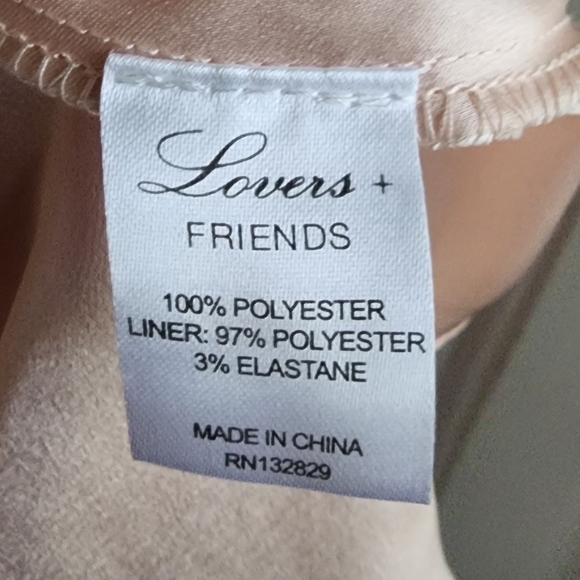 Lovers +
FRIENDS
100% POLYESTER
LINER: 97% POLYESTER
3% ELASTANE
MADE IN CHINA
RN132829